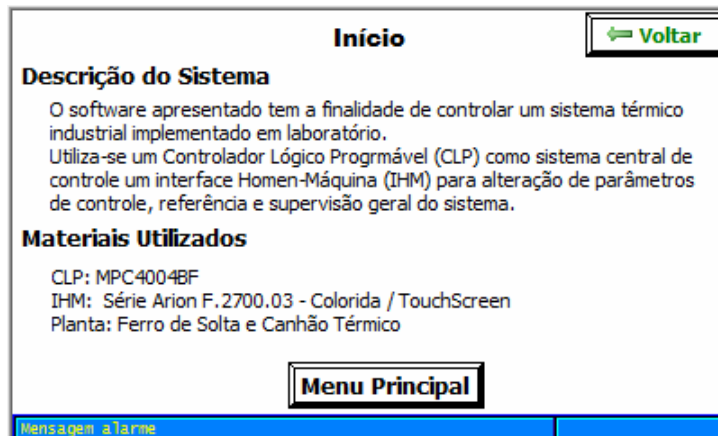 Início
Voltar
Descrição do Sistema
O software apresentado tem a finalidade de controlar um sistema térmico
industrial implementado em laboratório.
Utiliza-se um Controlador Lógico Progrmável (CLP) como sistema central de
controle um interface Homen-Máquina (IHM) para alteração de parâmetros
de controle, referência e supervisão geral do sistema.
Materiais Utilizados
CLP: MPC4004BF
IHM: Série Arion F.2700.03 - Colorida / TouchScreen
Planta: Ferro de Solta e Canhão Térmico
Menu Principal
Mensagem alarme